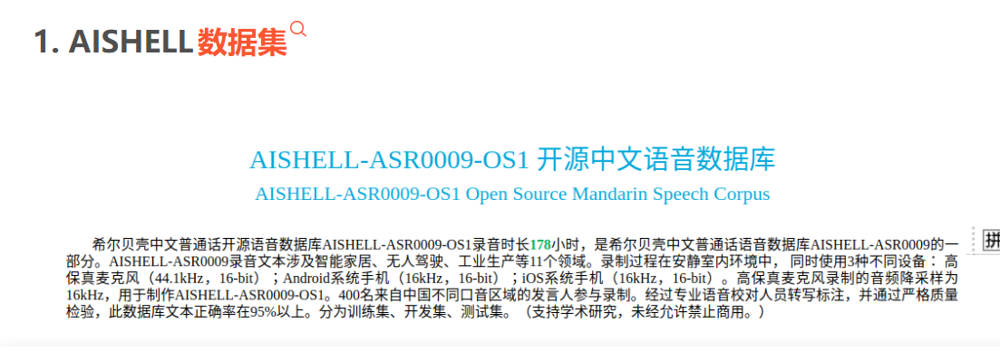 1. AISHELL数据集
AISHELL-ASR0009-OS1 开源中文语音数据库
AISHELL-ASR0009-OS1 Open Source Mandarin Speech Corpus
希尔贝壳中文普通话开源语音数据库AISHELL-ASR0009-OS1录音时长178小时，是希尔贝壳中文普通话语音数据库AISHELL-ASR0009的一
部分。AISHELL-ASR0009录音文本涉及智能家居、无人驾驶、工业生产等11个领域。录制过程在安静室内环境中， 同时使用3种不同设备： 高
保真麦克风（44.1kHz，16-bit）；Android系统手机（16kHz，16-bit）；iOS系统手机（16kHz，16-bit）。高保真麦克风录制的音频降采样为
16kHz，用于制作AISHELL-ASR0009-OS1。400名来自中国不同口音区域的发言人参与录制。经过专业语音校对人员转写标注，并通过严格质量
检验，此数据库文本正确率在95%以上。分为训练集、开发集、测试集。（支持学术研究，未经允许禁止商用。）
拼